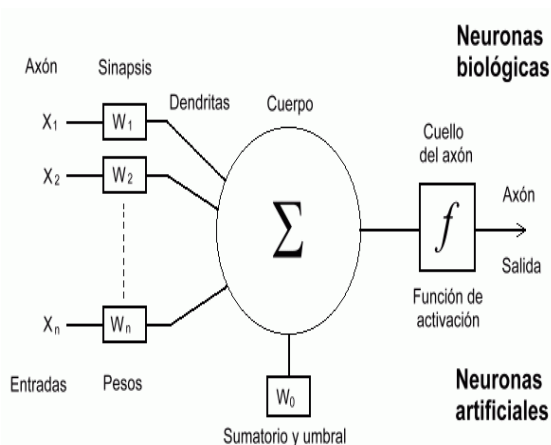 Neuronas
biológicas
Axón
Sinapsis
Dendritas
Cuerpo
Cuello
del axón
X1
W1
X2
W2
Σ
f
Axón
Salida
Función de
activación
Xn
Wn
Entradas
Pesos
W0
Sumatorio y umbral
Neuronas
artificiales